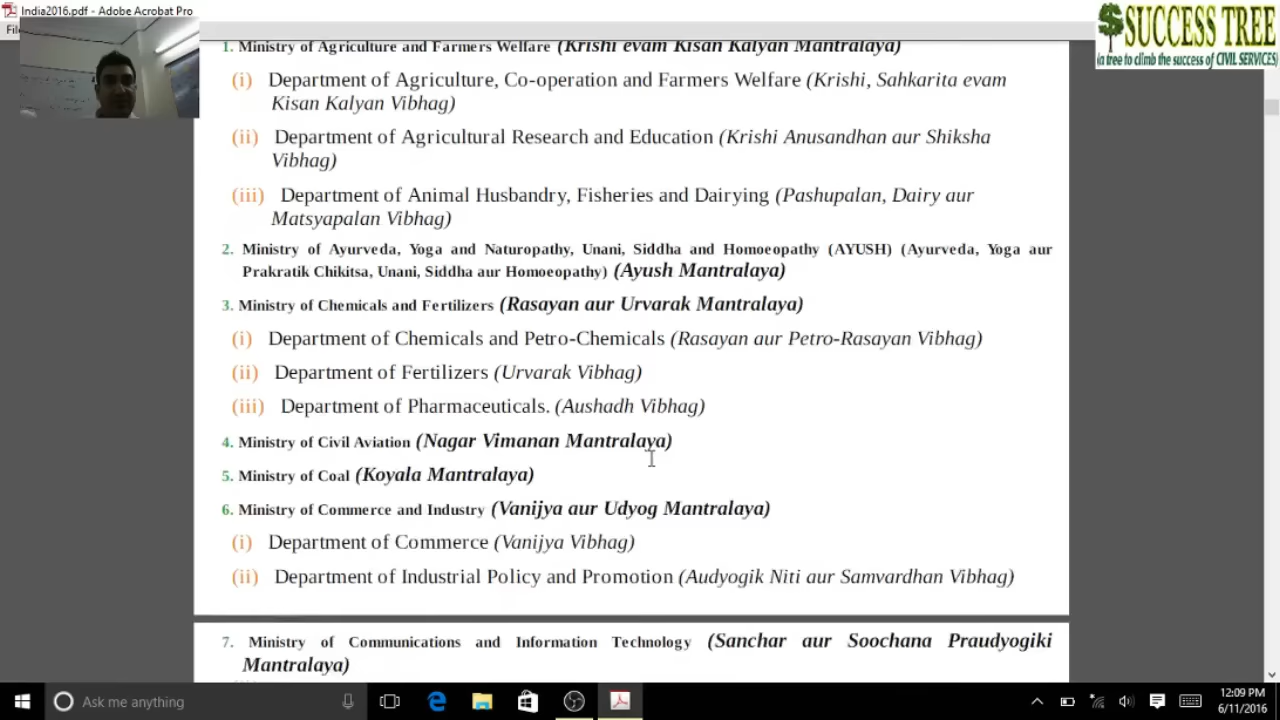 India2016.pdf - Adobe Acrobat Pro
SUCCESS TREE
(a tree to climb the success of CIVIL SERVICES)
1. Ministry of Agriculture and Farmers Welfare (Krishi evam Kisan Kalyan Mantralaya)
(i) Department of Agriculture, Co-operation and Farmers Welfare (Krishi, Sahkarita evam
Kisan Kalyan Vibhag)
(ii) Department of Agricultural Research and Education (Krishi Anusandhan aur Shiksha
Vibhag)
(iii) Department of Animal Husbandry, Fisheries and Dairying (Pashupalan, Dairy aur
Matsyapalan Vibhag)
2. Ministry of Ayurveda, Yoga and Naturopathy, Unani, Siddha and Homoeopathy (AYUSH) (Ayurveda, Yoga aur
Prakratik Chikitsa, Unani, Siddha aur Homoeopathy) (Ayush Mantralaya)
3. Ministry of Chemicals and Fertilizers (Rasayan aur Urvarak Mantralaya)
(i) Department of Chemicals and Petro-Chemicals (Rasayan aur Petro-Rasayan Vibhag)
(ii) Department of Fertilizers (Urvarak Vibhag)
(iii) Department of Pharmaceuticals. (Aushadh Vibhag)
4. Ministry of Civil Aviation (Nagar Vimanan Mantralaya)
5. Ministry of Coal (Koyala Mantralaya)
6. Ministry of Commerce and Industry (Vanijya aur Udyog Mantralaya)
(i) Department of Commerce (Vanijya Vibhag)
(ii) Department of Industrial Policy and Promotion (Audyogik Niti aur Samvardhan Vibhag)
7. Ministry of Communications and Information Technology (Sanchar aur Soochana Praudyogiki
Mantralaya)
Ask me anything
12:09 PM
6/11/2016